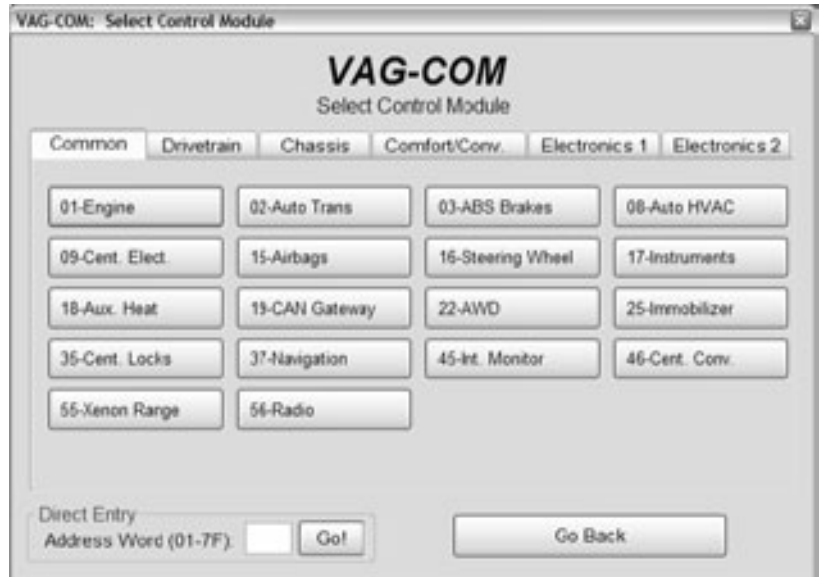 VAG-COM: Select Control Module
VAG-COM
Select Control Module
Common Drivetrain Chassis Comfort/Conv. Electronics 1 Electronics 2
01-Engine 02-Auto Trans 03-ABS Brakes 08-Auto HVAC
09-Cent. Elect. 15-Airbags 16-Steering Wheel 17-Instruments
18-Aux. Heat 19-CAN Gateway 22-AWD 25-Immobilizer
35-Cent. Locks 37-Navigation 45-Int. Monitor 46-Cent. Conv.
55-Xenon Range 56-Radio
Direct Entry
Address Word (01-7F): Go!
Go Back